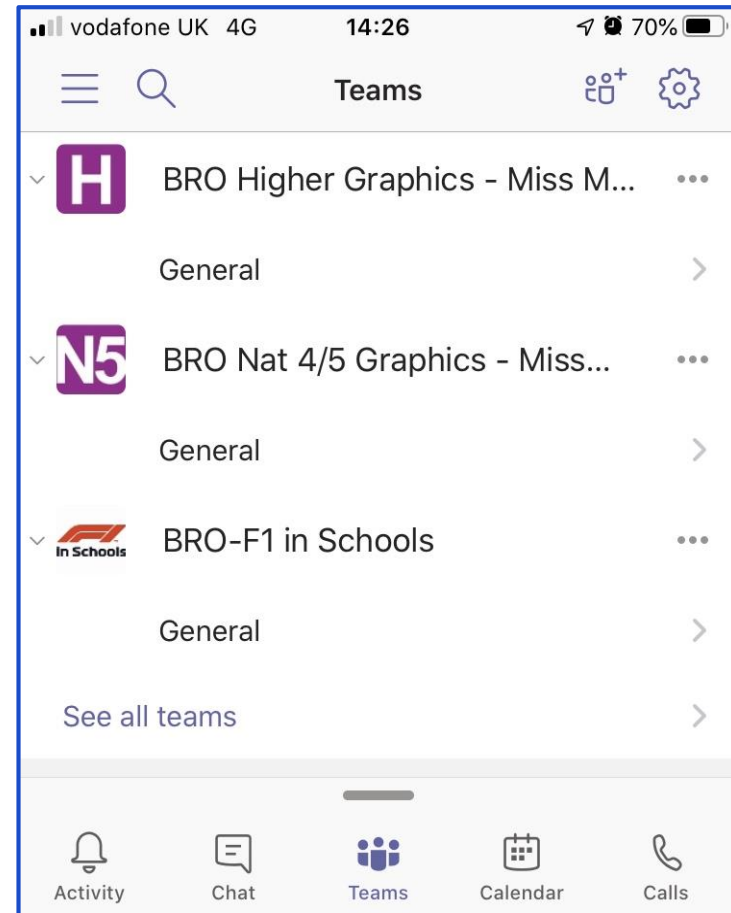 vodafone UK 4G 14:26 70%
Teams
H BRO Higher Graphics - Miss M...
General
N5 BRO Nat 4/5 Graphics - Miss...
General
In Schools BRO-F1 in Schools
General
See all teams
Activity Chat Teams Calendar Calls